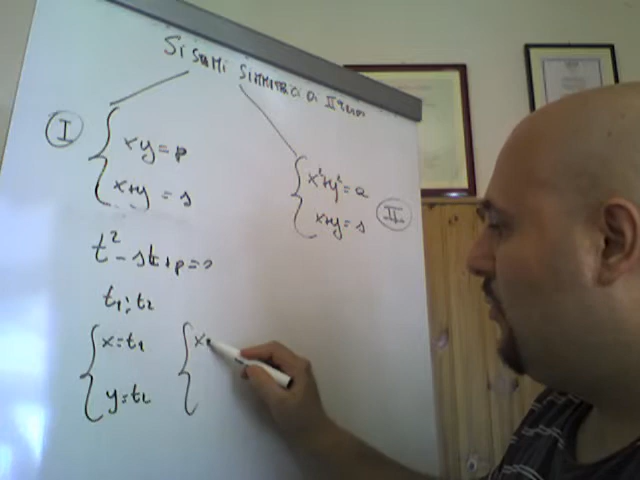 SISTEMI SIMMETRICI DI II grado
I
xy = p
x+y = s
t² - st + p = 0
t₁; t₂
x = t₁
y = t₂
x=
x²+y² = a
x+y = s
II